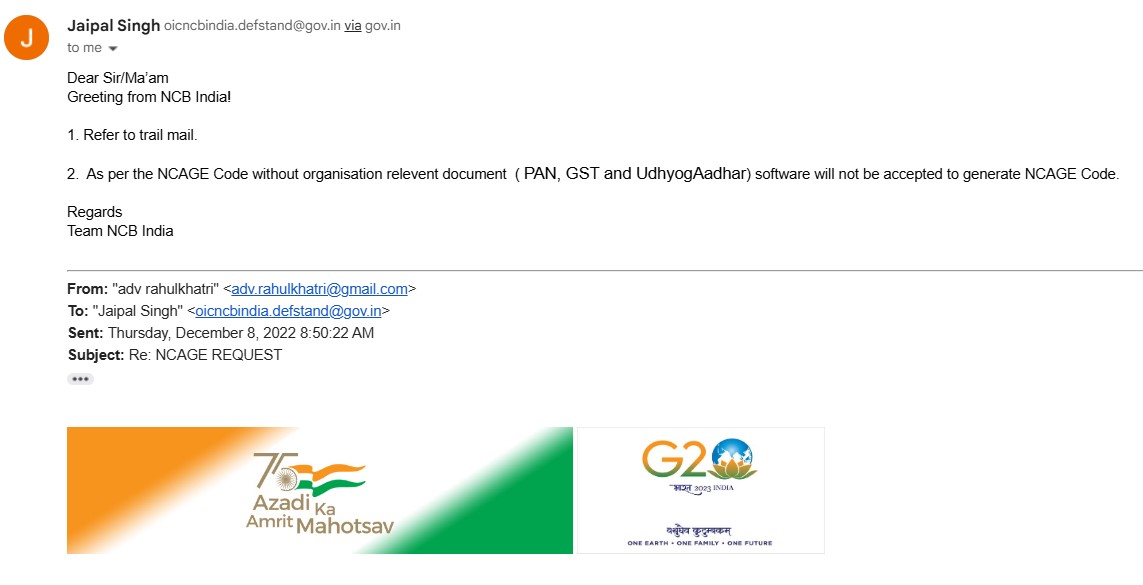 J
Jaipal Singh oicncbindia.defstand@gov.in via gov.in
to me
Dear Sir/Ma'am
Greeting from NCB India!
1. Refer to trail mail.
2. As per the NCAGE Code without organisation relevent document ( PAN, GST and UdhyogAadhar) software will not be accepted to generate NCAGE Code.
Regards
Team NCB India
From: "adv rahulkhatri" <adv.rahulkhatri@gmail.com>
To: "Jaipal Singh" <oicncbindia.defstand@gov.in>
Sent: Thursday, December 8, 2022 8:50:22 AM
Subject: Re: NCAGE REQUEST
75
Azadi Ka
Amrit Mahotsav
G20
भारत 2023 INDIA
वसुधैव कुटुम्बकम्
ONE EARTH • ONE FAMILY • ONE FUTURE